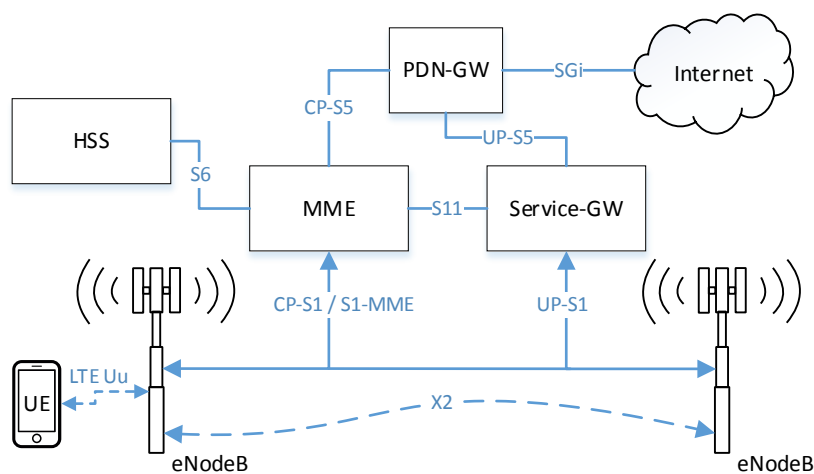 PDN-GW
SGi
Internet
CP-S5
HSS
UP-S5
S6
MME
S11
Service-GW
CP-S1 / S1-MME
UP-S1
LTE Uu
UE
X2
eNodeB
eNodeB